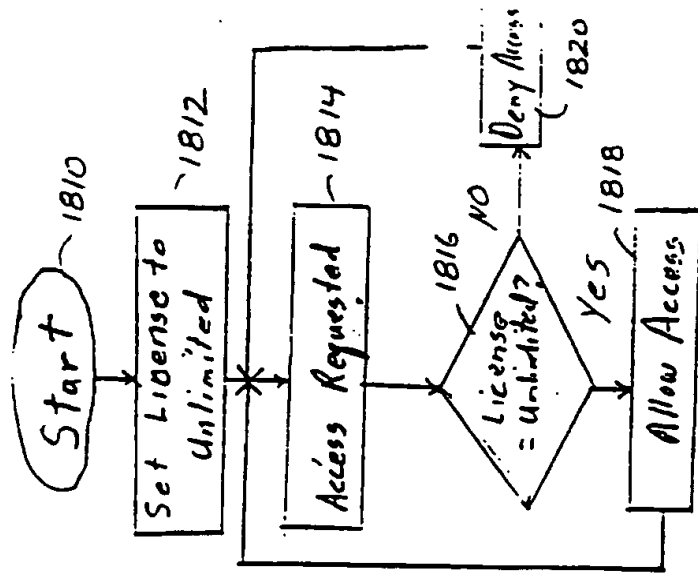 Start
1810
Set License to
Unlimited
1812
Access Requested
1814
License
= Unlimited?
1816
NO
Deny Access
1820
Yes
Allow Access
1818